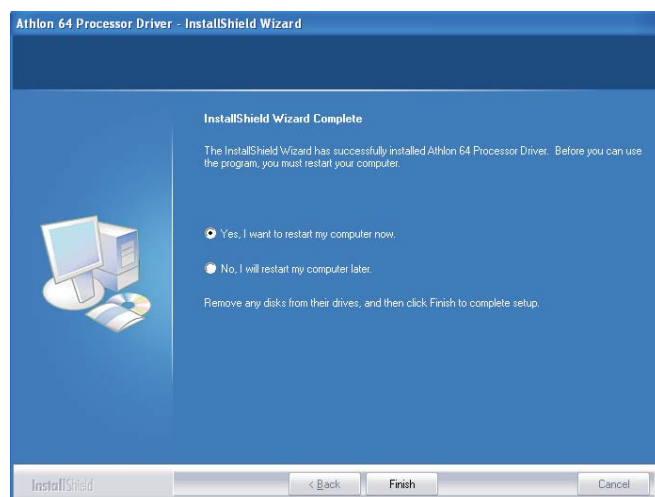 Athlon 64 Processor Driver - InstallShield Wizard
InstallShield Wizard Complete
The InstallShield Wizard has successfully installed Athlon 64 Processor Driver. Before you can use
the program, you must restart your computer.
Yes, I want to restart my computer now.
No, I will restart my computer later.
Remove any disks from their drives, and then click Finish to complete setup.
InstallShield
< Back Finish Cancel